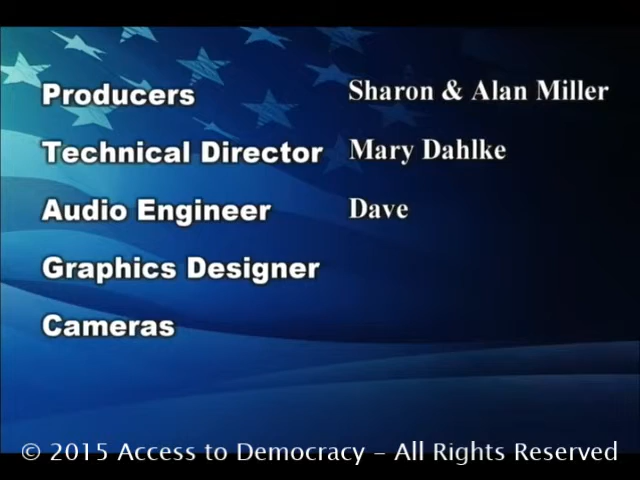 Producers Sharon & Alan Miller
Technical Director Mary Dahlke
Audio Engineer Dave
Graphics Designer
Cameras
© 2015 Access to Democracy – All Rights Reserved